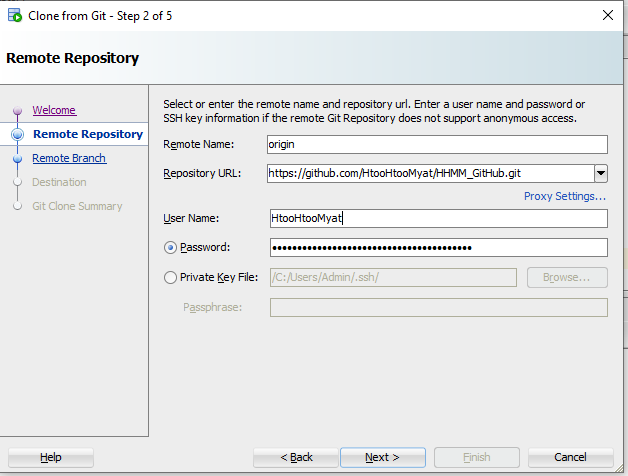 Clone from Git - Step 2 of 5
Remote Repository
Welcome
Remote Repository
Remote Branch
Destination
Git Clone Summary
Select or enter the remote name and repository url. Enter a user name and password or
SSH key information if the remote Git Repository does not support anonymous access.
Remote Name: origin
Repository URL: https://github.com/HtooHtooMyat/HHMM_GitHub.git
Proxy Settings...
User Name: HtooHtooMyat
Password: ••••••••••••••••••••••••••••••••••••••••
Private Key File: /C:/Users/Admin/.ssh/ Browse...
Passphrase:
Help < Back Next > Finish Cancel